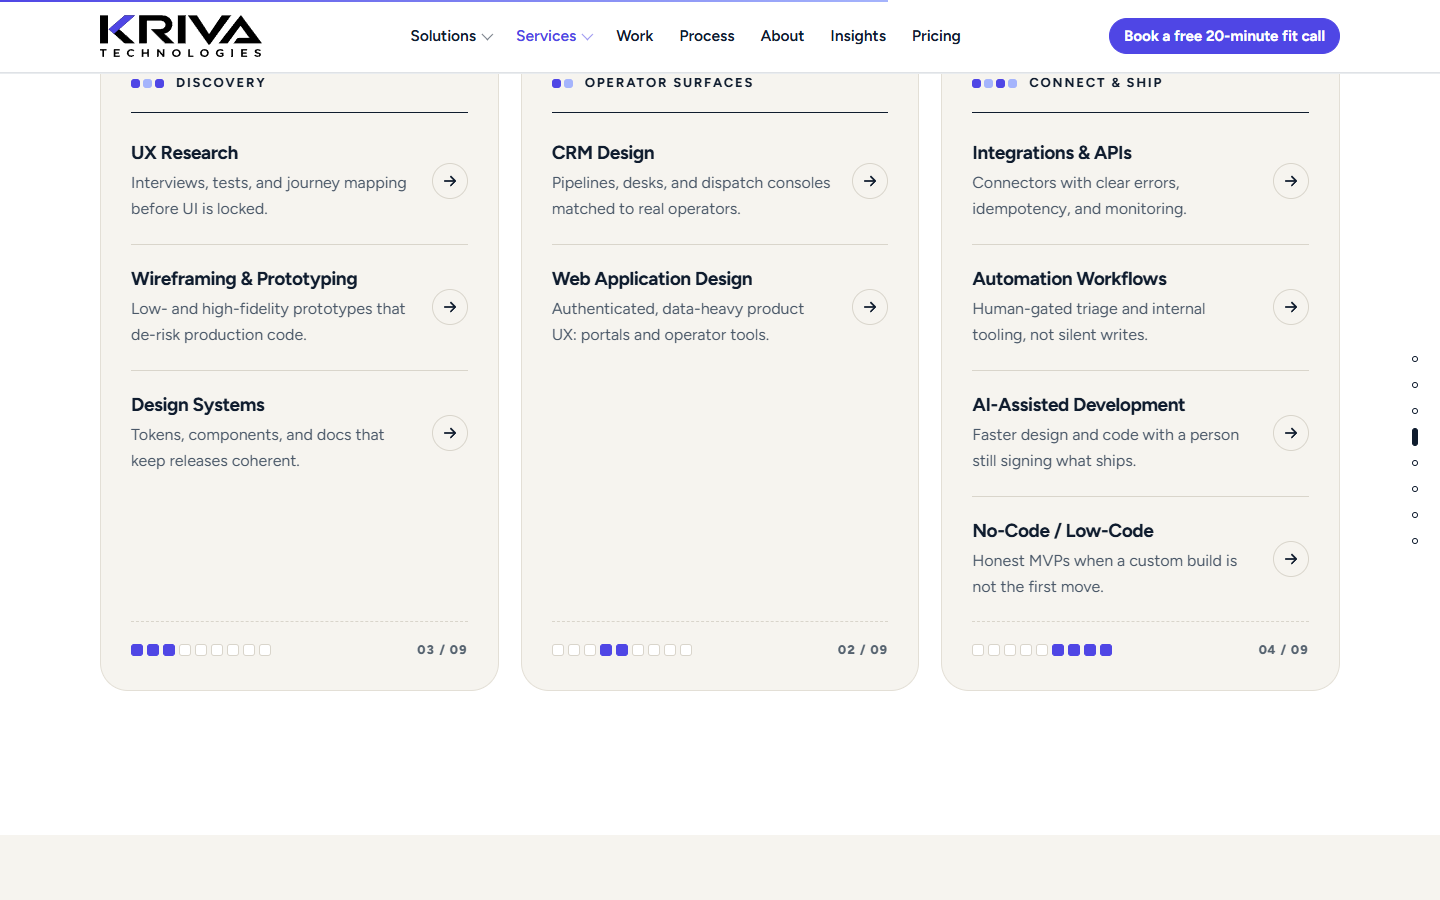 KRIVA
TECHNOLOGIES
Solutions
Services
Work
Process
About
Insights
Pricing
Book a free 20-minute fit call
DISCOVERY
UX Research
Interviews, tests, and journey mapping
before UI is locked.
Wireframing & Prototyping
Low- and high-fidelity prototypes that
de-risk production code.
Design Systems
Tokens, components, and docs that
keep releases coherent.
03 / 09
OPERATOR SURFACES
CRM Design
Pipelines, desks, and dispatch consoles
matched to real operators.
Web Application Design
Authenticated, data-heavy product
UX: portals and operator tools.
02 / 09
CONNECT & SHIP
Integrations & APIs
Connectors with clear errors,
idempotency, and monitoring.
Automation Workflows
Human-gated triage and internal
tooling, not silent writes.
AI-Assisted Development
Faster design and code with a person
still signing what ships.
No-Code / Low-Code
Honest MVPs when a custom build is
not the first move.
04 / 09